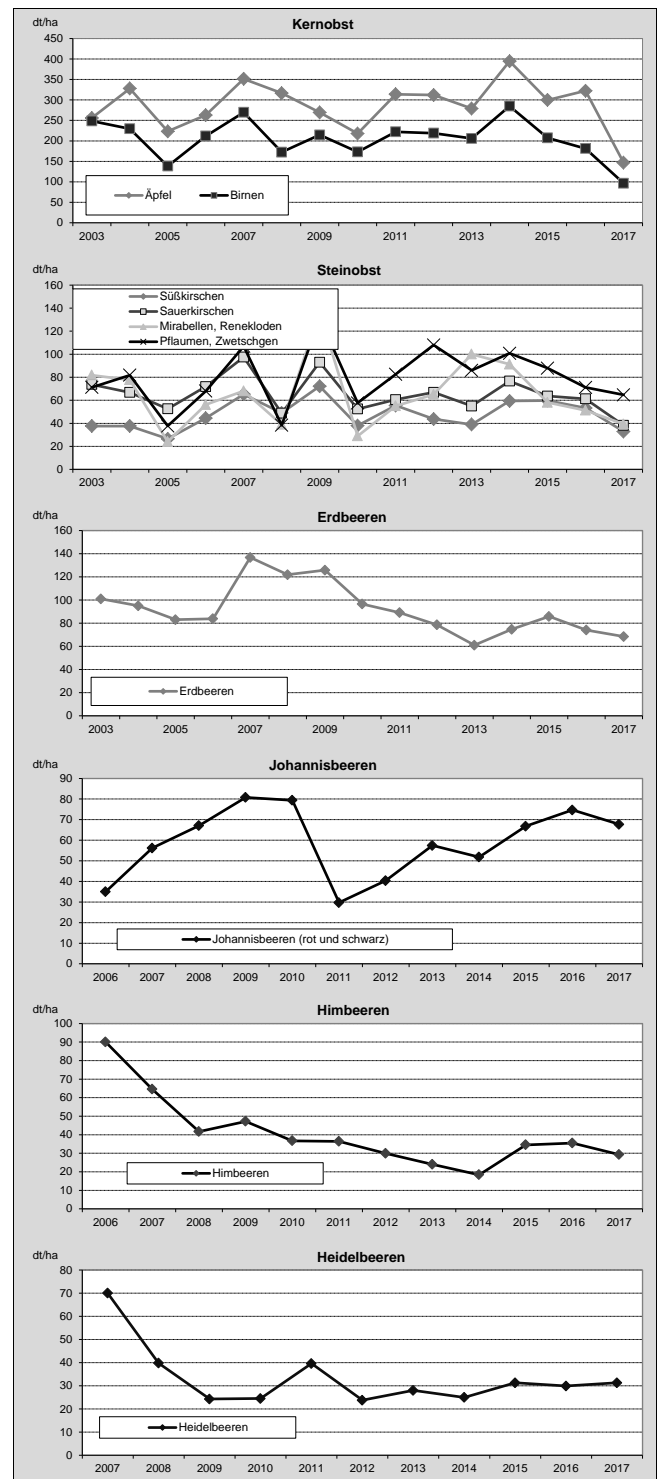 dt/ha
Kernobst
450
400
350
300
250
200
150
100
50
0
Äpfel Birnen
2003 2005 2007 2009 2011 2013 2015 2017
dt/ha
Steinobst
160
140
120
100
80
60
40
20
0
Süßkirschen
Sauerkirschen
Mirabellen, Renekloden
Pflaumen, Zwetschgen
2003 2005 2007 2009 2011 2013 2015 2017
dt/ha
Erdbeeren
160
140
120
100
80
60
40
20
0
Erdbeeren
2003 2005 2007 2009 2011 2013 2015 2017
dt/ha
Johannisbeeren
90
80
70
60
50
40
30
20
10
0
Johannisbeeren (rot und schwarz)
2006 2007 2008 2009 2010 2011 2012 2013 2014 2015 2016 2017
dt/ha
Himbeeren
100
90
80
70
60
50
40
30
20
10
0
Himbeeren
2006 2007 2008 2009 2010 2011 2012 2013 2014 2015 2016 2017
dt/ha
Heidelbeeren
80
70
60
50
40
30
20
10
0
Heidelbeeren
2007 2008 2009 2010 2011 2012 2013 2014 2015 2016 2017